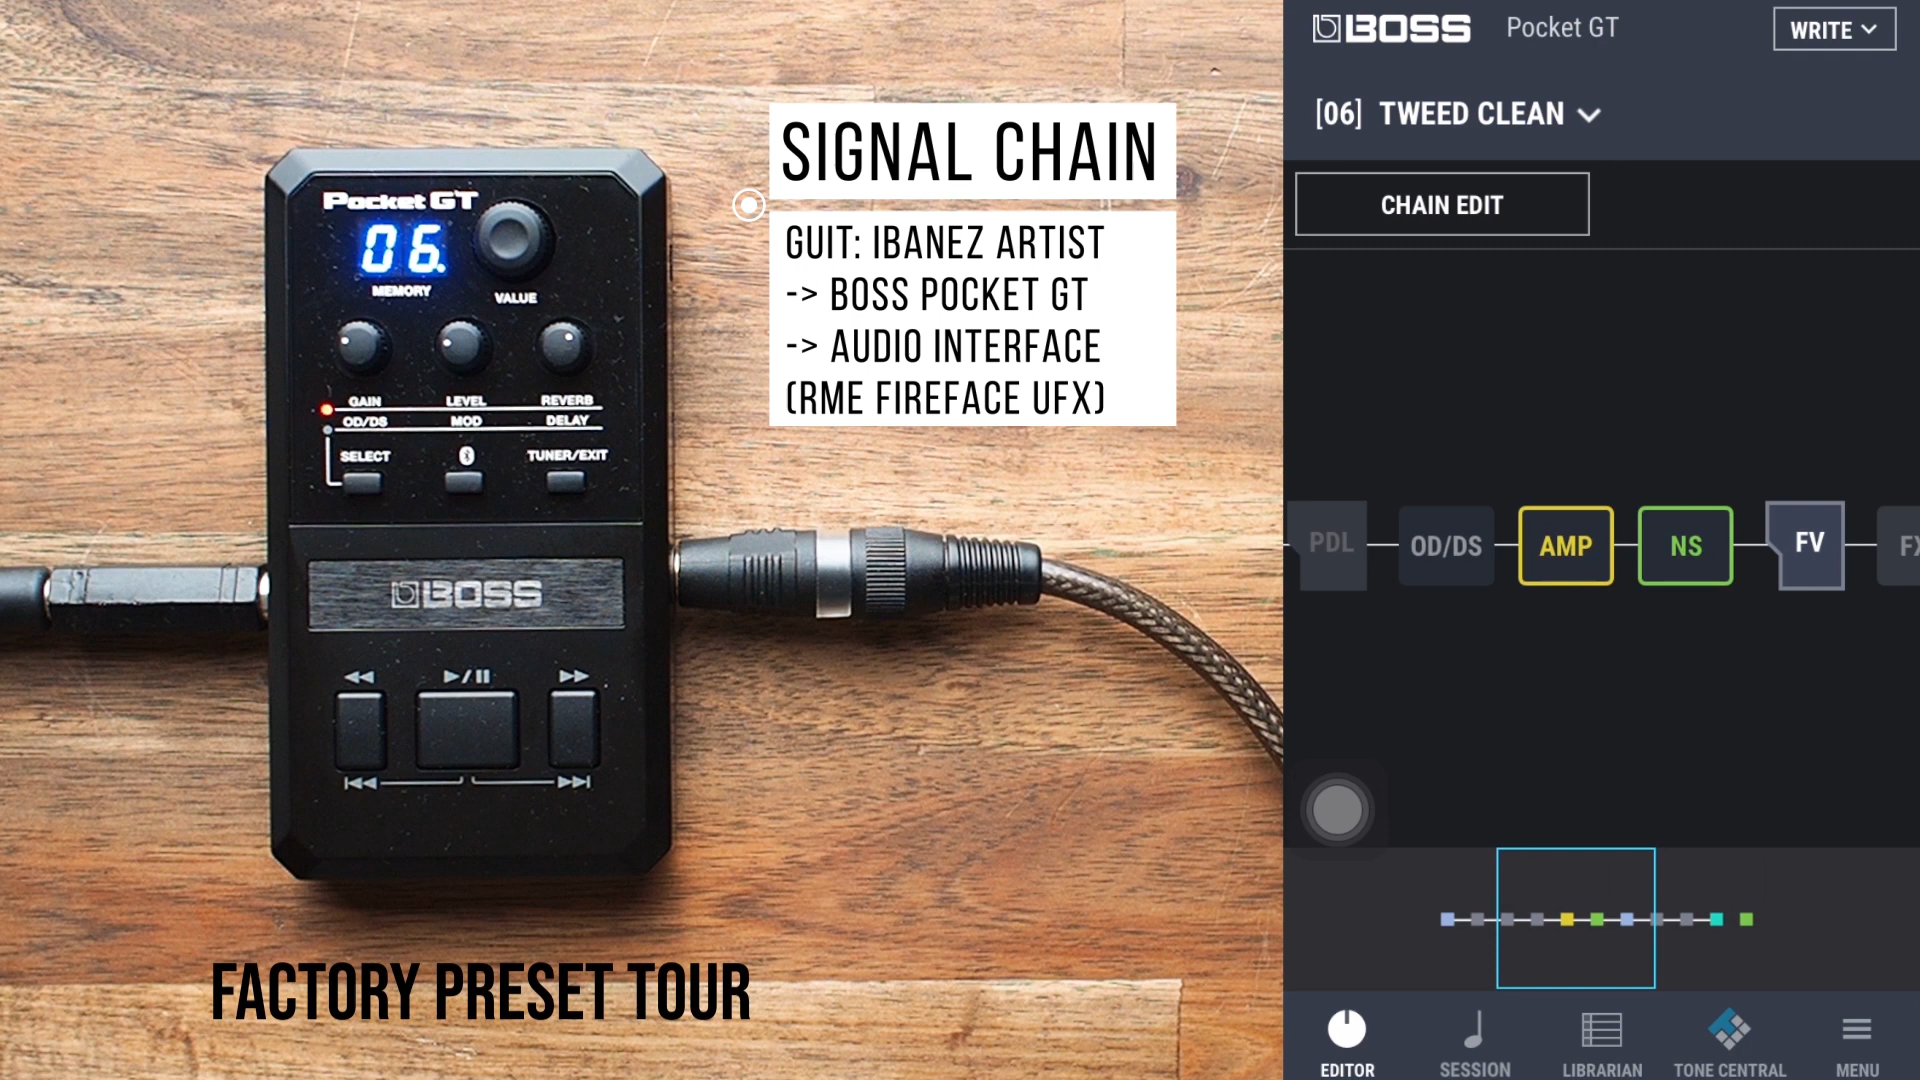 Pocket GT
06.
MEMORY
VALUE
GAIN LEVEL REVERB
OD/DS MOD DELAY
SELECT TUNER/EXIT
BOSS
SIGNAL CHAIN
GUIT: IBANEZ ARTIST
-> BOSS POCKET GT
-> AUDIO INTERFACE
(RME FIREFACE UFX)
FACTORY PRESET TOUR
BOSS Pocket GT WRITE
[06] TWEED CLEAN
CHAIN EDIT
PDL OD/DS AMP NS FV
EDITOR SESSION LIBRARIAN TONE CENTRAL MENU